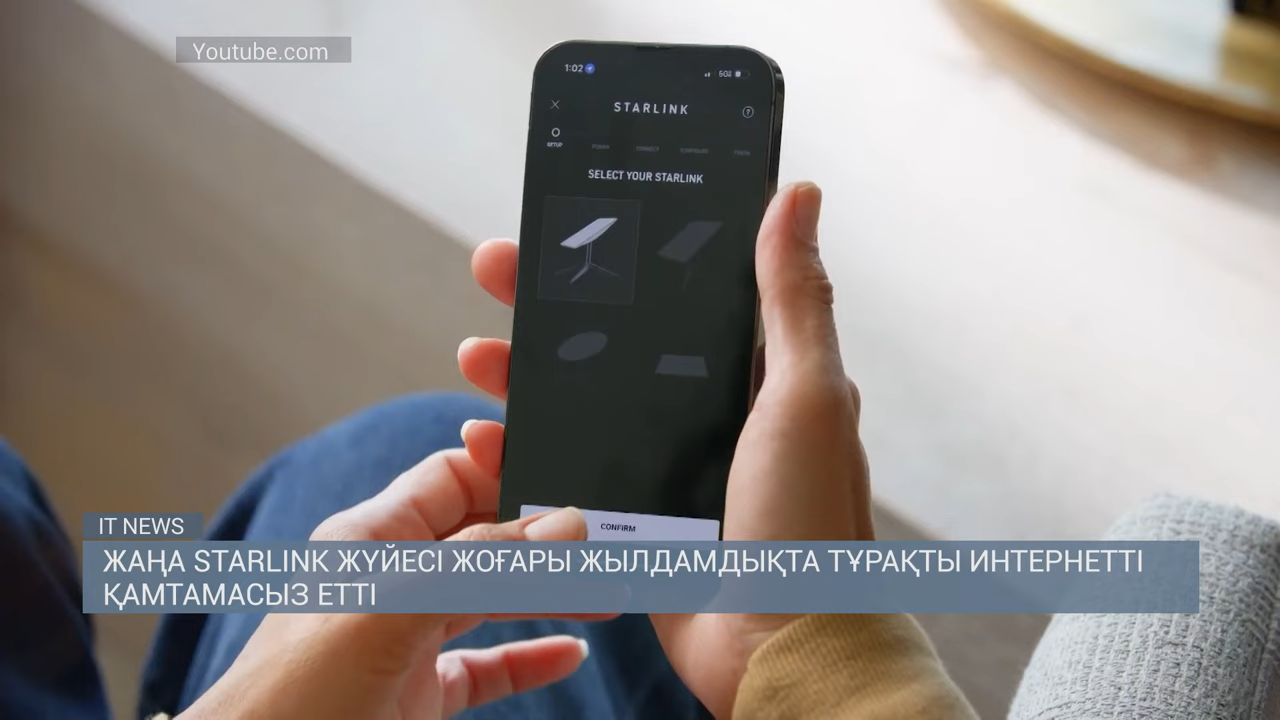 Youtube.com
1:02
5G
STARLINK
SETUP
SELECT YOUR STARLINK
CONFIRM
IT NEWS
ЖАҢА STARLINK ЖҮЙЕСІ ЖОҒАРЫ ЖЫЛДАМДЫҚТА ТҰРАҚТЫ ИНТЕРНЕТТІ
ҚАМТАМАСЫЗ ЕТТІ